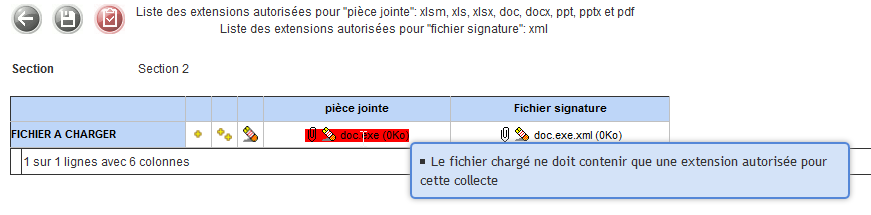 Liste des extensions autorisées pour "pièce jointe": xlsm, xls, xlsx, doc, docx, ppt, pptx et pdf
Liste des extensions autorisées pour "fichier signature": xml
Section Section 2
pièce jointe Fichier signature
FICHIER A CHARGER doc.exe (0Ko) doc.exe.xml (0Ko)
1 sur 1 lignes avec 6 colonnes
Le fichier chargé ne doit contenir que une extension autorisée pour
cette collecte